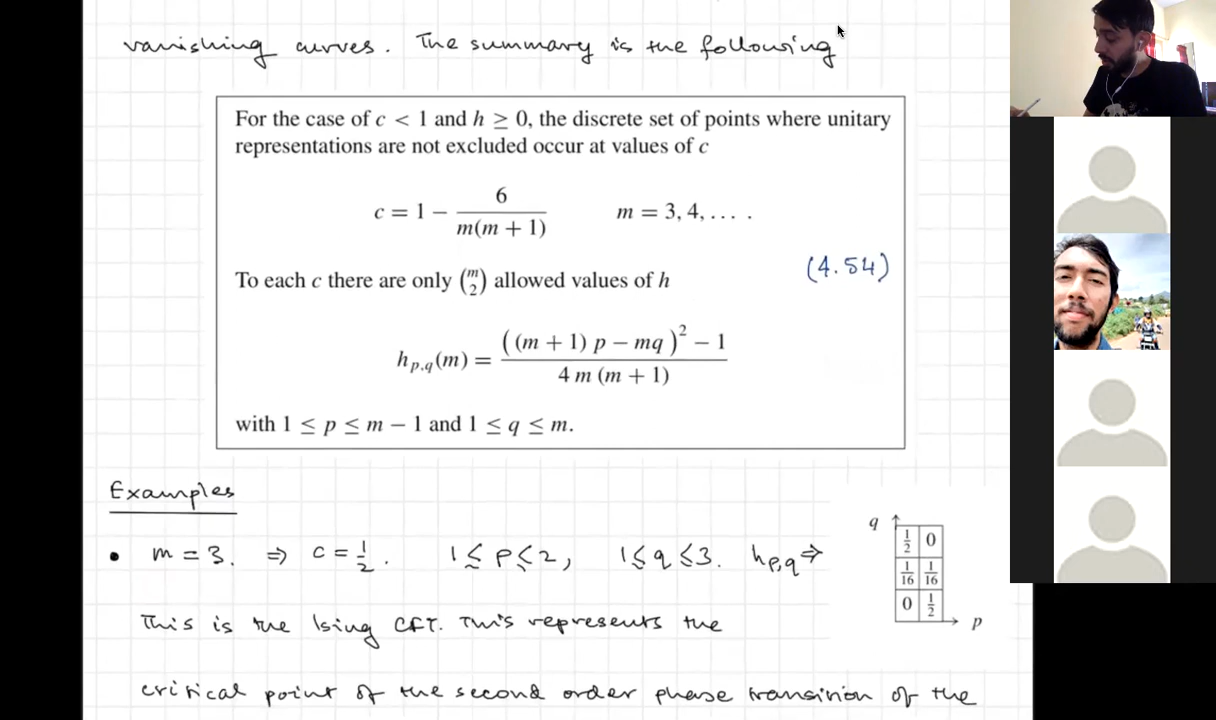 vanishing curves. The summary is the following
For the case of c < 1 and h ≥ 0, the discrete set of points where unitary
representations are not excluded occur at values of c
c = 1 − 6/(m(m + 1))    m = 3, 4, . . . .
(4.54)
To each c there are only (m 2) allowed values of h
h_{p,q}(m) = (((m + 1) p − mq)² − 1)/(4 m (m + 1))
with 1 ≤ p ≤ m − 1 and 1 ≤ q ≤ m.
Examples
• m = 3. ⇒ c = 1/2. 1 ≤ p ≤ 2, 1 ≤ q ≤ 3. h_{p,q} ⇒
q
1/2 0
1/16 1/16
0 1/2
p
This is the Ising CFT. This represents the
critical point of the second order phase transition of the